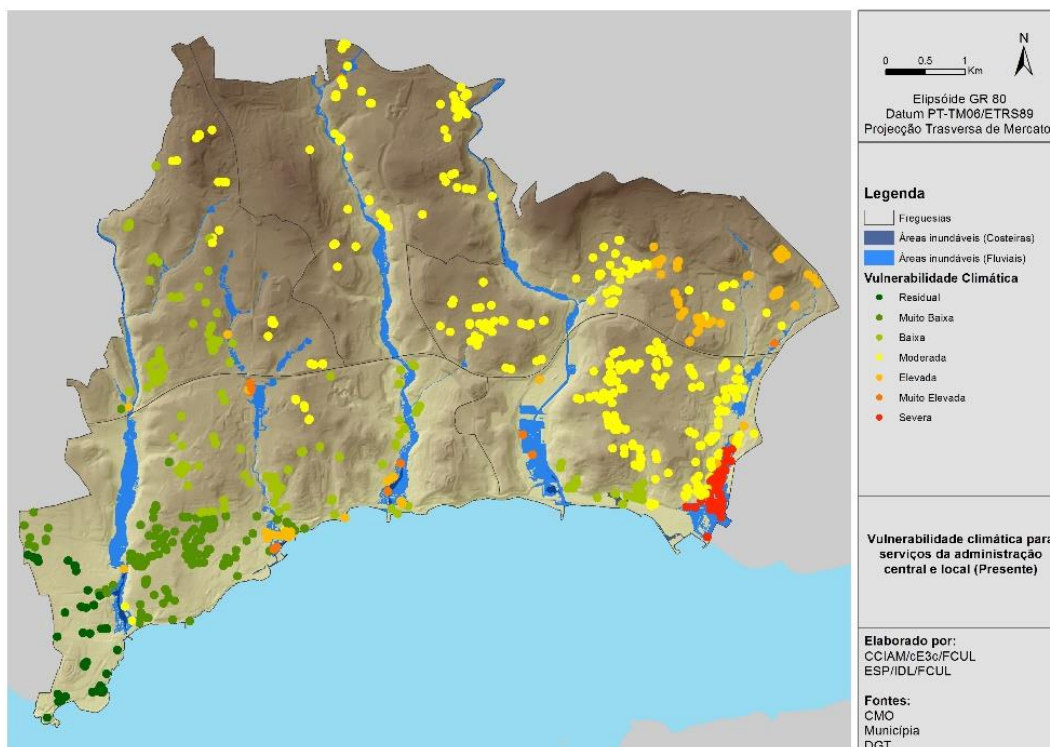 N
0 0.5 1
Km
Elipsóide GR 80
Datum PT-TM06/ETRS89
Projecção Trasversa de Mercato
Legenda
Freguesias
Áreas inundáveis (Costeiras)
Áreas inundáveis (Fluviais)
Vulnerabilidade Climática
Residual
Muito Baixa
Baixa
Moderada
Elevada
Muito Elevada
Severa
Vulnerabilidade climática para
serviços da administração
central e local (Presente)
Elaborado por:
CCIAM/cE3c/FCUL
ESP/IDL/FCUL
Fontes:
CMO
Municípia
DGT